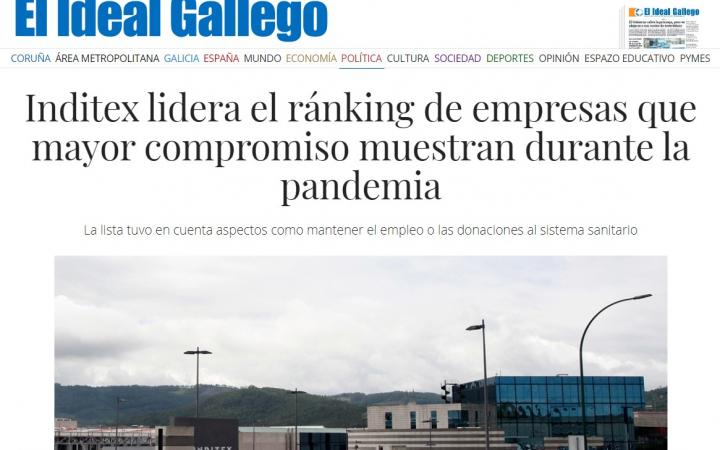 El Ideal Gallego
El Ideal Gallego
CORUÑA ÁREA METROPOLITANA GALICIA ESPAÑA MUNDO ECONOMÍA POLÍTICA CULTURA SOCIEDAD DEPORTES OPINIÓN ESPAZO EDUCATIVO PYMES
Inditex lidera el ránking de empresas que
mayor compromiso muestran durante la
pandemia
La lista tuvo en cuenta aspectos como mantener el empleo o las donaciones al sistema sanitario
INDITEX